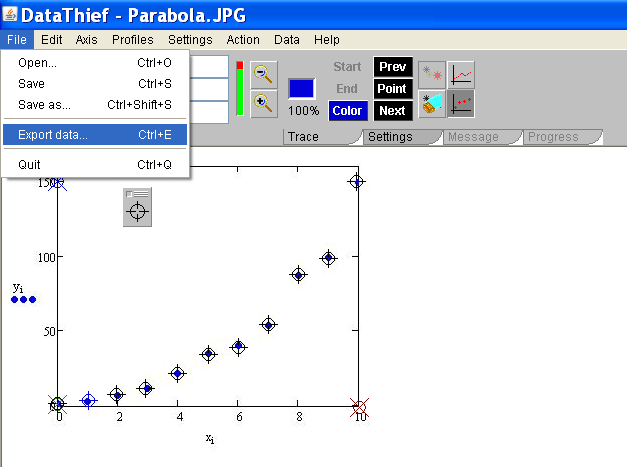 DataThief - Parabola.JPG
File Edit Axis Profiles Settings Action Data Help
Open... Ctrl+O
Save Ctrl+S
Save as... Ctrl+Shift+S
Export data... Ctrl+E
Quit Ctrl+Q
Start Prev
End Point
100% Color Next
Trace Settings Message Progress
150
100
yi
50
0
0 2 4 6 8 10
xi